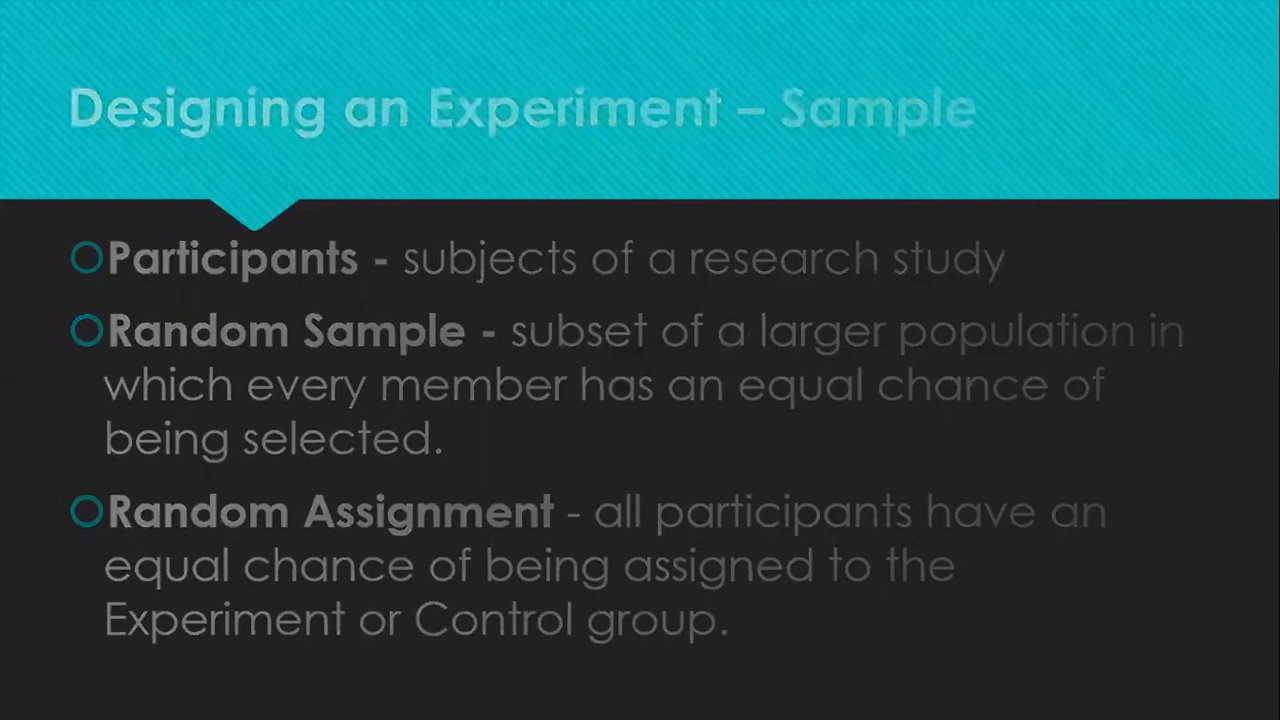 Designing an Experiment – Sample
Participants - subjects of a research study
Random Sample - subset of a larger population in
which every member has an equal chance of
being selected.
Random Assignment - all participants have an
equal chance of being assigned to the
Experiment or Control group.